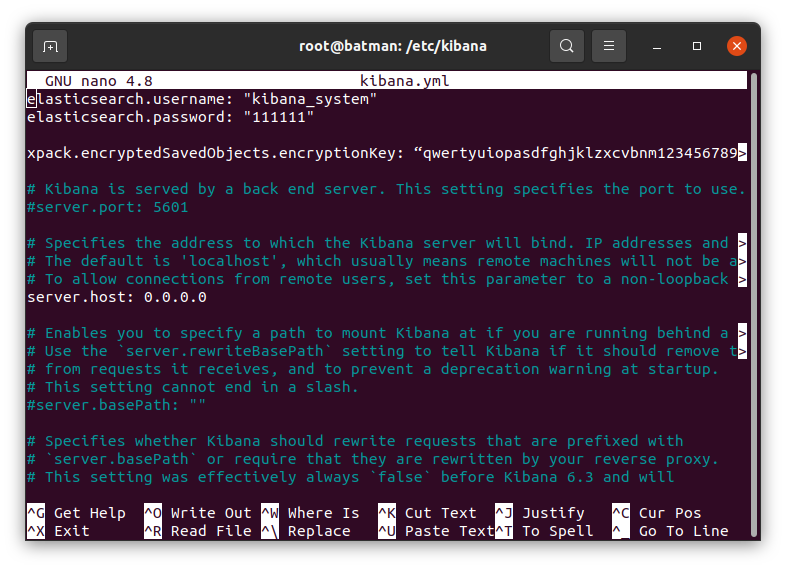 root@batman: /etc/kibana
GNU nano 4.8 kibana.yml
elasticsearch.username: "kibana_system"
elasticsearch.password: "111111"
xpack.encryptedSavedObjects.encryptionKey: “qwertyuiopasdfghjklzxcvbnm123456789>
# Kibana is served by a back end server. This setting specifies the port to use.
#server.port: 5601
# Specifies the address to which the Kibana server will bind. IP addresses and >
# The default is 'localhost', which usually means remote machines will not be a>
# To allow connections from remote users, set this parameter to a non-loopback >
server.host: 0.0.0.0
# Enables you to specify a path to mount Kibana at if you are running behind a >
# Use the `server.rewriteBasePath` setting to tell Kibana if it should remove t>
# from requests it receives, and to prevent a deprecation warning at startup.
# This setting cannot end in a slash.
#server.basePath: ""
# Specifies whether Kibana should rewrite requests that are prefixed with
# `server.basePath` or require that they are rewritten by your reverse proxy.
# This setting was effectively always `false` before Kibana 6.3 and will
^G Get Help ^O Write Out ^W Where Is ^K Cut Text ^J Justify ^C Cur Pos
^X Exit ^R Read File ^\ Replace ^U Paste Text ^T To Spell ^_ Go To Line